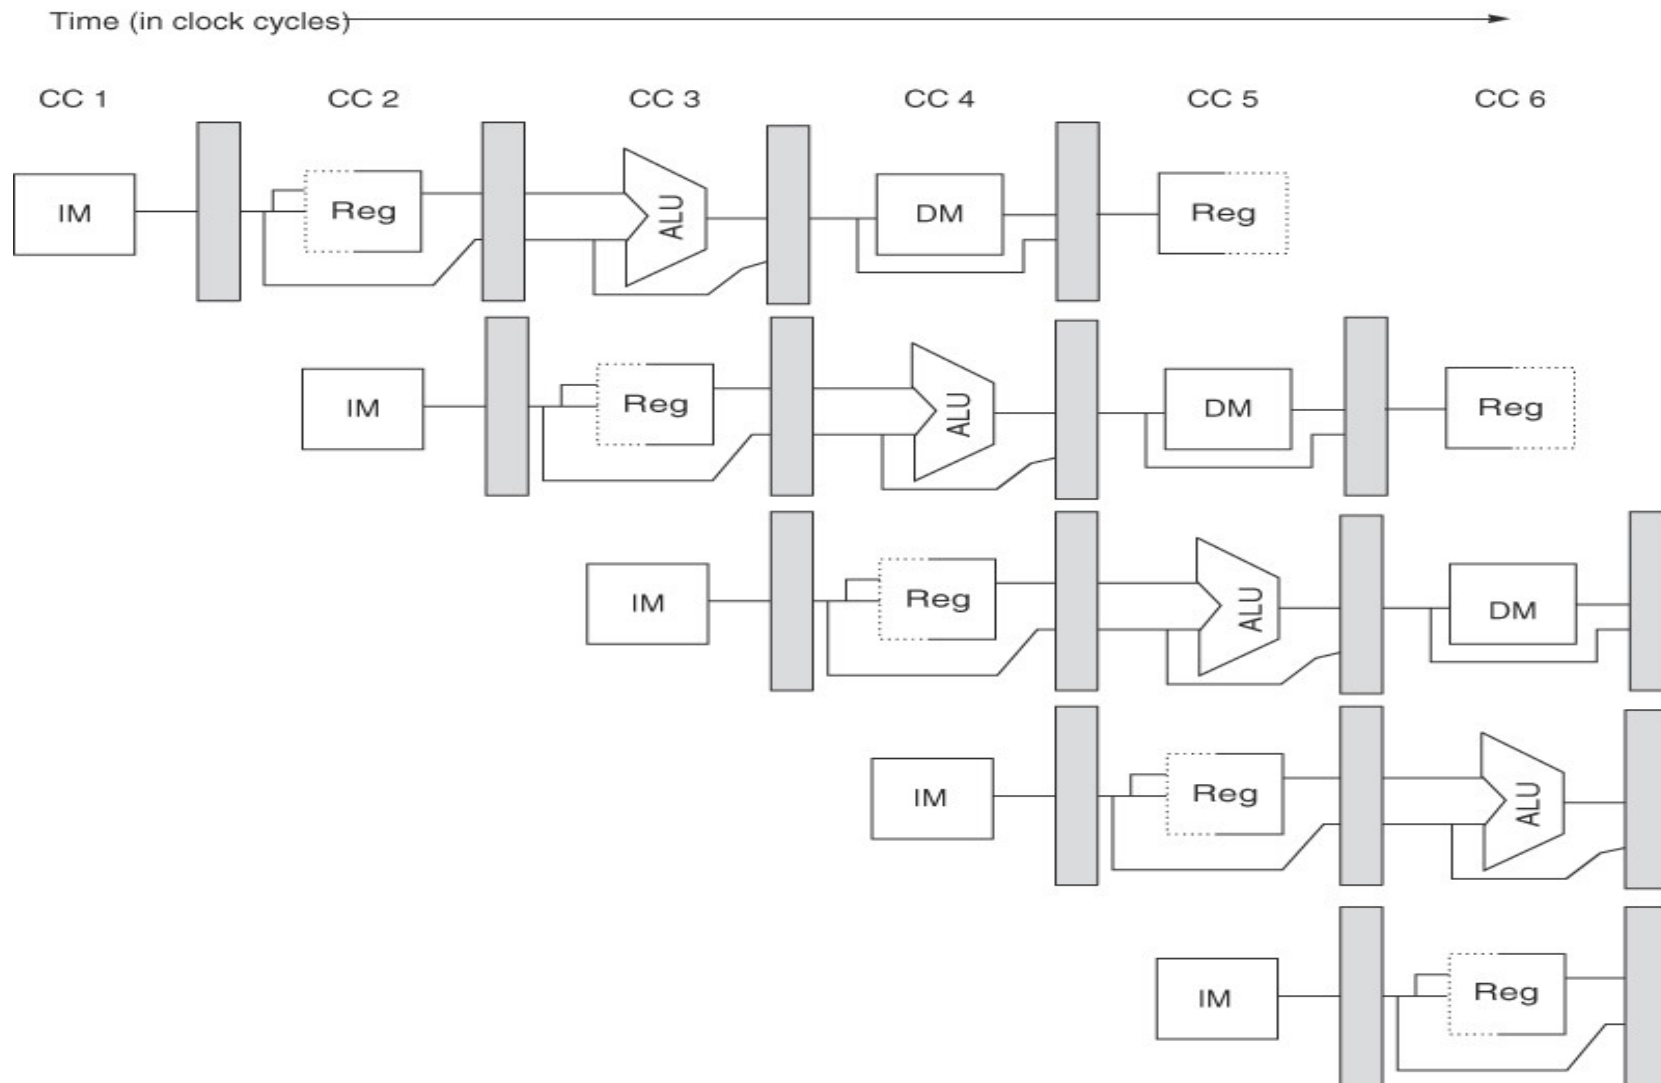 Time (in clock cycles)
CC 1 CC 2 CC 3 CC 4 CC 5 CC 6
IM Reg ALU DM Reg
IM Reg ALU DM Reg
IM Reg ALU DM
IM Reg ALU
IM Reg